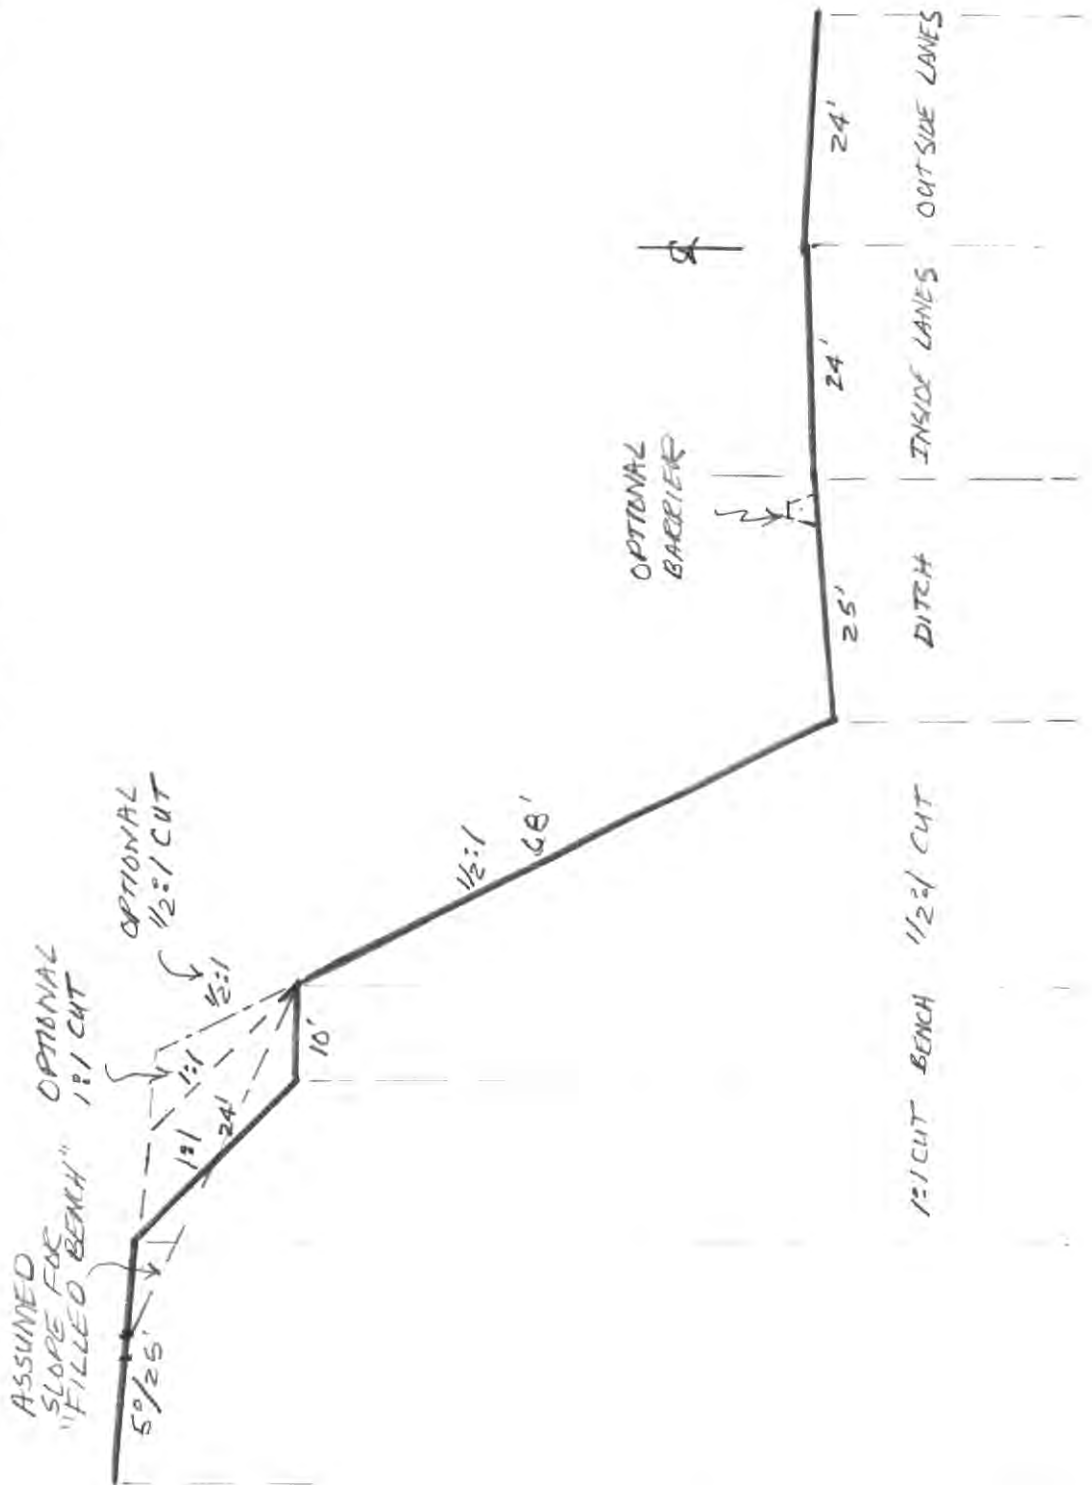 ASSUMED
SLOPE FOR
"FILLED BENCH"
OPTIONAL
1:1 CUT
OPTIONAL
1/2:1 CUT
5°/25'
1:1
24'
1:1
1/2:1
10'
1/2:1
68'
OPTIONAL
BARRIER
℄
25'
24'
24'
1:1 CUT
BENCH
1/2:1 CUT
DITCH
INSIDE LANES
OUTSIDE LANES